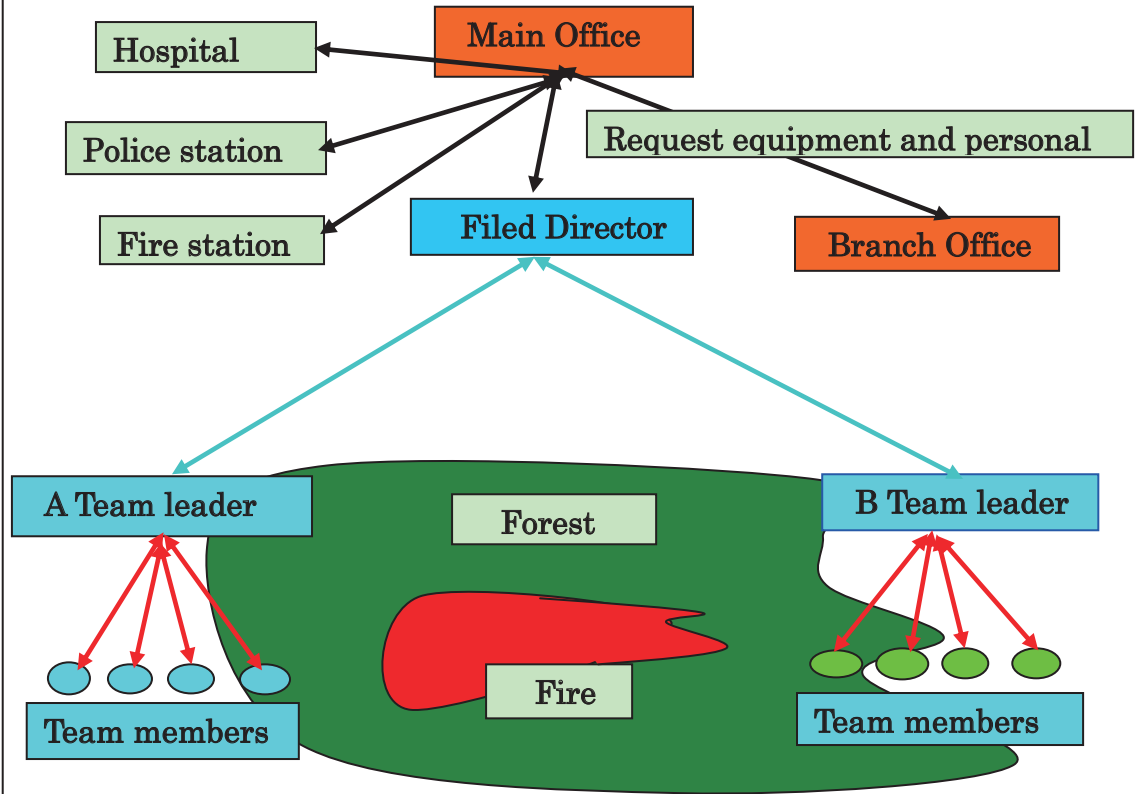 Main Office
Hospital
Police station
Request equipment and personal
Fire station
Filed Director
Branch Office
A Team leader
Forest
B Team leader
Fire
Team members
Team members